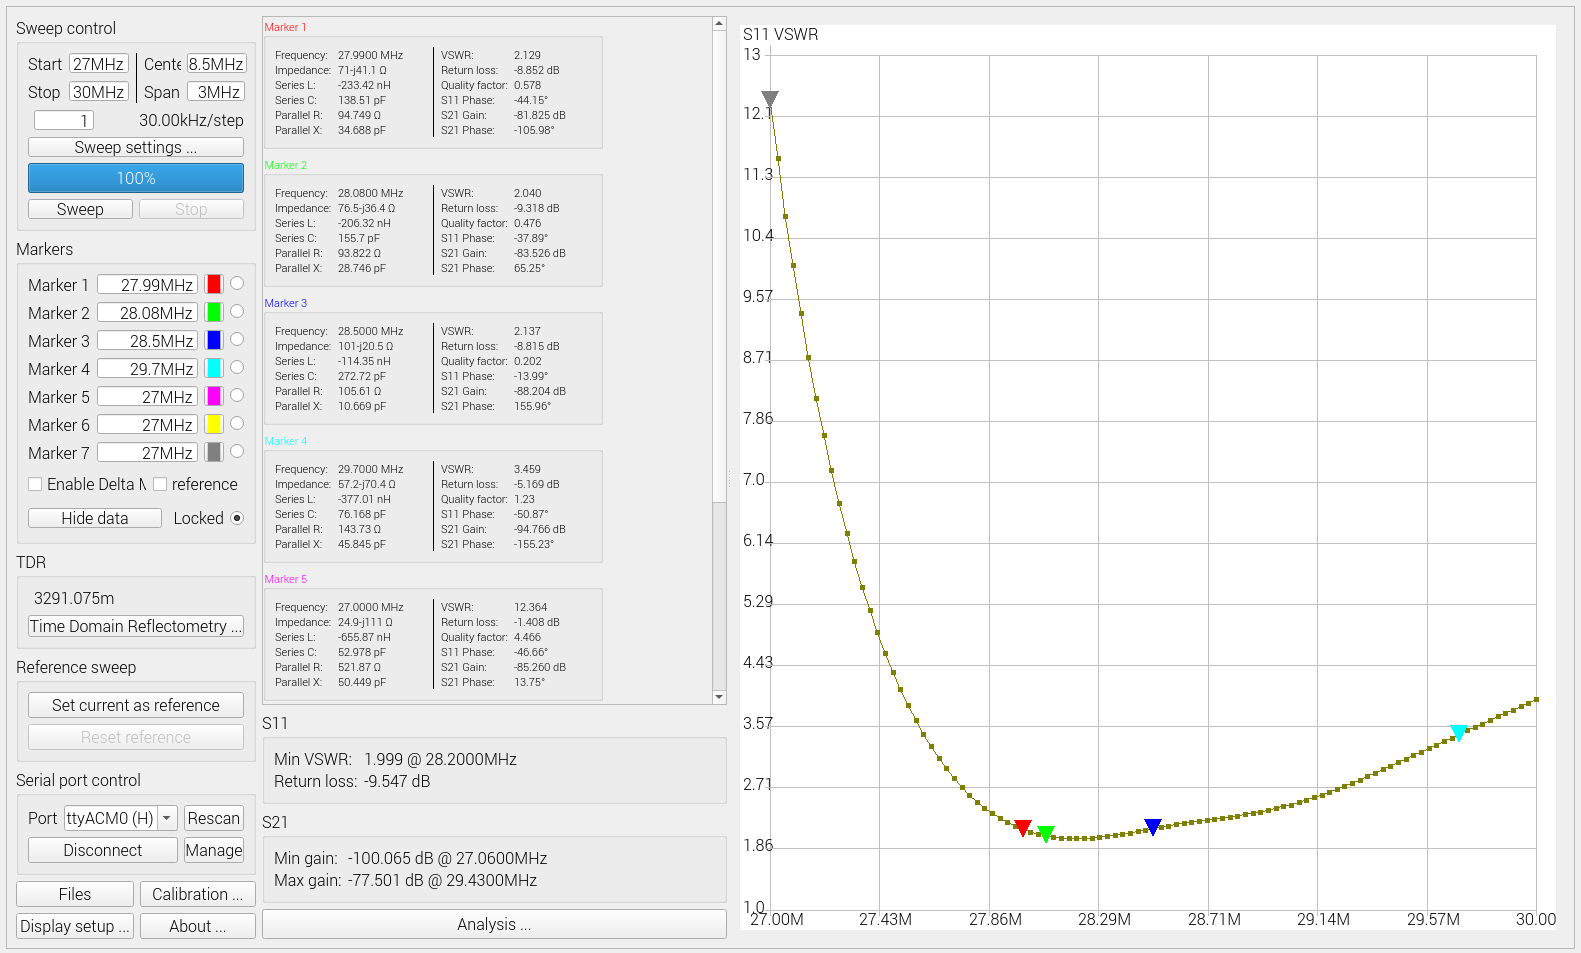 Sweep control
Start 27MHz Cente 8.5MHz
Stop 30MHz Span 3MHz
1 30.00kHz/step
Sweep settings ...
100%
Sweep Stop
Markers
Marker 1 27.99MHz
Marker 2 28.08MHz
Marker 3 28.5MHz
Marker 4 29.7MHz
Marker 5 27MHz
Marker 6 27MHz
Marker 7 27MHz
Enable Delta M reference
Hide data Locked
TDR
3291.075m
Time Domain Reflectometry ...
Reference sweep
Set current as reference
Reset reference
Serial port control
Port ttyACM0 (H) Rescan
Disconnect Manage
Files Calibration ...
Display setup ... About ...
Marker 1
Frequency: 27.9900 MHz VSWR: 2.129
Impedance: 71-j41.1 Ω Return loss: -8.852 dB
Series L: -233.42 nH Quality factor: 0.578
Series C: 138.51 pF S11 Phase: -44.15°
Parallel R: 94.749 Ω S21 Gain: -81.825 dB
Parallel X: 34.688 pF S21 Phase: -105.98°
Marker 2
Frequency: 28.0800 MHz VSWR: 2.040
Impedance: 76.5-j36.4 Ω Return loss: -9.318 dB
Series L: -206.32 nH Quality factor: 0.476
Series C: 155.7 pF S11 Phase: -37.89°
Parallel R: 93.822 Ω S21 Gain: -83.526 dB
Parallel X: 28.746 pF S21 Phase: 65.25°
Marker 3
Frequency: 28.5000 MHz VSWR: 2.137
Impedance: 101-j20.5 Ω Return loss: -8.815 dB
Series L: -114.35 nH Quality factor: 0.202
Series C: 272.72 pF S11 Phase: -13.99°
Parallel R: 105.61 Ω S21 Gain: -88.204 dB
Parallel X: 10.669 pF S21 Phase: 155.96°
Marker 4
Frequency: 29.7000 MHz VSWR: 3.459
Impedance: 57.2-j70.4 Ω Return loss: -5.169 dB
Series L: -377.01 nH Quality factor: 1.23
Series C: 76.168 pF S11 Phase: -50.87°
Parallel R: 143.73 Ω S21 Gain: -94.766 dB
Parallel X: 45.845 pF S21 Phase: -155.23°
Marker 5
Frequency: 27.0000 MHz VSWR: 12.364
Impedance: 24.9-j111 Ω Return loss: -1.408 dB
Series L: -655.87 nH Quality factor: 4.466
Series C: 52.978 pF S11 Phase: -46.66°
Parallel R: 521.87 Ω S21 Gain: -85.260 dB
Parallel X: 50.449 pF S21 Phase: 13.75°
S11
Min VSWR: 1.999 @ 28.2000MHz
Return loss: -9.547 dB
S21
Min gain: -100.065 dB @ 27.0600MHz
Max gain: -77.501 dB @ 29.4300MHz
Analysis ...
S11 VSWR
13
12.1
11.3
10.4
9.57
8.71
7.86
7.0
6.14
5.29
4.43
3.57
2.71
1.86
1.0
27.00M 27.43M 27.86M 28.29M 28.71M 29.14M 29.57M 30.00